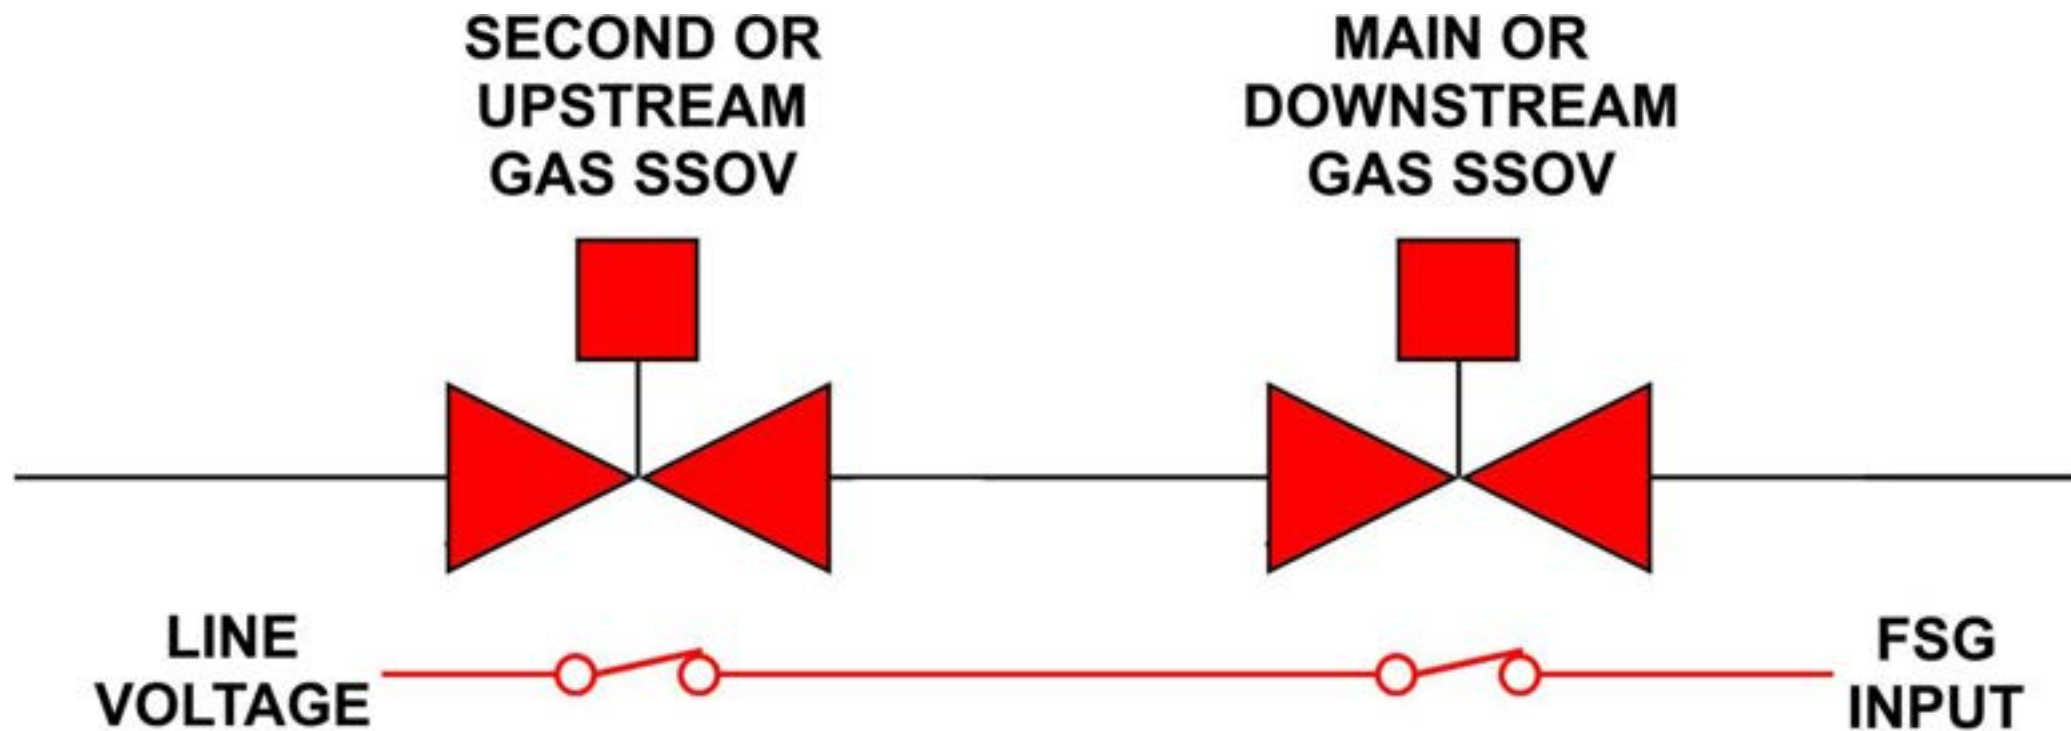 SECOND OR
UPSTREAM
GAS SSOV
MAIN OR
DOWNSTREAM
GAS SSOV
LINE
VOLTAGE
FSG
INPUT